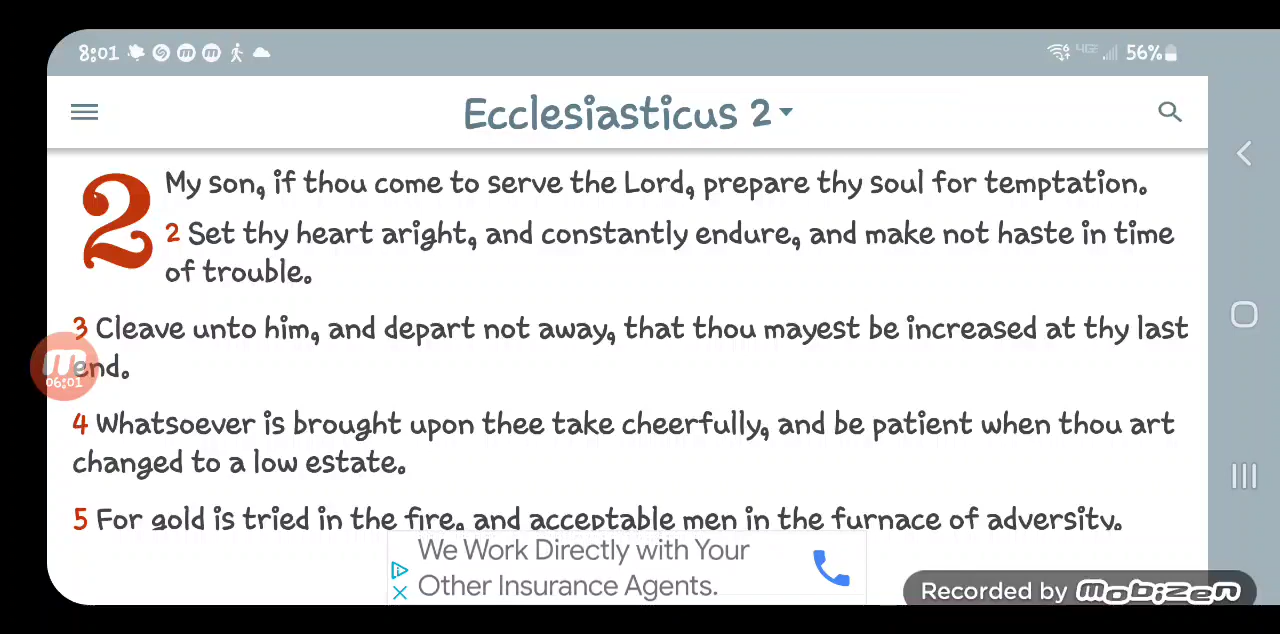 8:01
4G 56%
Ecclesiasticus 2
2 My son, if thou come to serve the Lord, prepare thy soul for temptation.
2 Set thy heart aright, and constantly endure, and make not haste in time
of trouble.
3 Cleave unto him, and depart not away, that thou mayest be increased at thy last
end.
06:01
4 Whatsoever is brought upon thee take cheerfully, and be patient when thou art
changed to a low estate.
5 For gold is tried in the fire, and acceptable men in the furnace of adversity.
We Work Directly with Your
Other Insurance Agents.
Recorded by mobizen